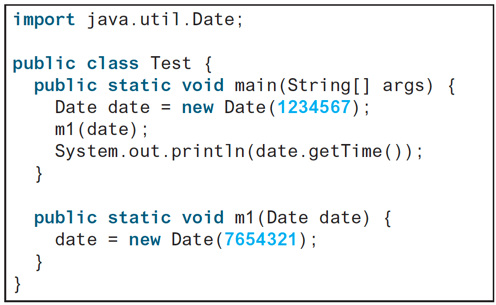 import java.util.Date;

public class Test {
  public static void main(String[] args) {
    Date date = new Date(1234567);
    m1(date);
    System.out.println(date.getTime());
  }

  public static void m1(Date date) {
    date = new Date(7654321);
  }
}